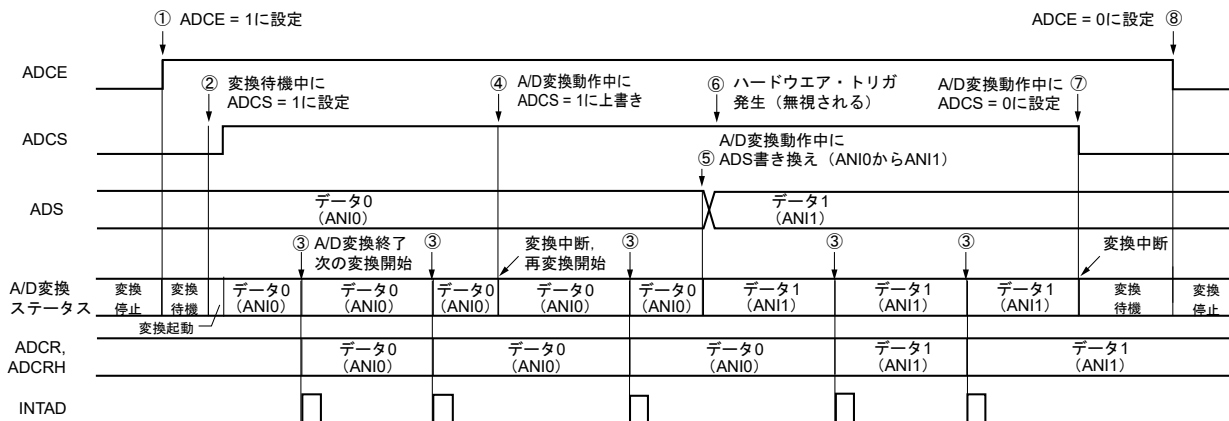 ① ADCE = 1に設定
ADCE = 0に設定 ⑧
ADCE
② 変換待機中に
ADCS = 1に設定
④ A/D変換動作中に
ADCS = 1に上書き
⑥ ハードウエア・トリガ
発生（無視される）
A/D変換動作中に ⑦
ADCS = 0に設定
ADCS
A/D変換動作中に
⑤ ADS書き換え（ANI0からANI1）
ADS
データ0
(ANI0)
データ1
(ANI1)
③ A/D変換終了
次の変換開始
③
変換中断,
再変換開始
③
③
③
変換中断
A/D変換
ステータス
変換
停止
変換
待機
変換起動
データ0
(ANI0)
データ0
(ANI0)
データ0
(ANI0)
データ0
(ANI0)
データ0
(ANI0)
データ1
(ANI1)
データ1
(ANI1)
データ1
(ANI1)
変換
待機
変換
停止
ADCR,
ADCRH
データ0
(ANI0)
データ0
(ANI0)
データ0
(ANI0)
データ1
(ANI1)
データ1
(ANI1)
INTAD